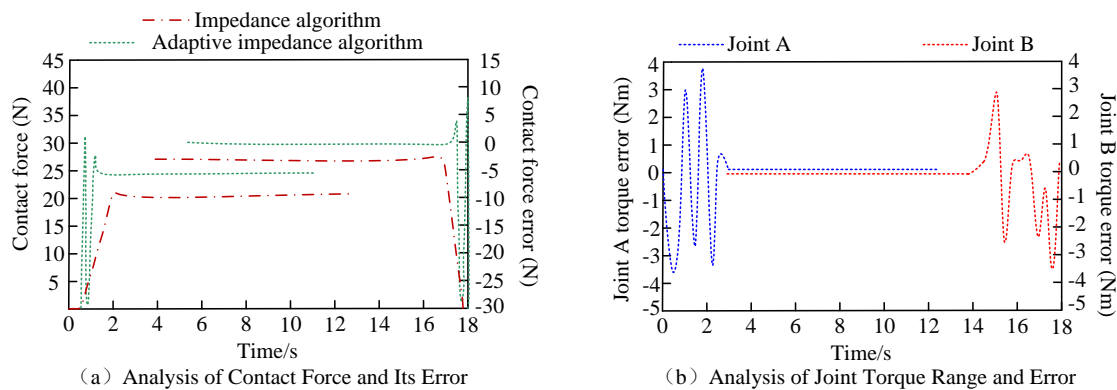 Impedance algorithm
Adaptive impedance algorithm
Contact force (N)
45
40
35
30
25
20
15
10
5
15
10
5
0
-5
-10
-15
-20
-25
-30
Contact force error (N)
0 2 4 6 8 10 12 14 16 18
Time/s
（a）Analysis of Contact Force and Its Error
Joint A
Joint B
Joint A torque error (Nm)
4
3
2
1
0
-1
-2
-3
-4
-5
4
3
2
1
0
-1
-2
-3
-4
-5
Joint B torque error (Nm)
0 2 4 6 8 10 12 14 16 18
Time/s
（b）Analysis of Joint Torque Range and Error